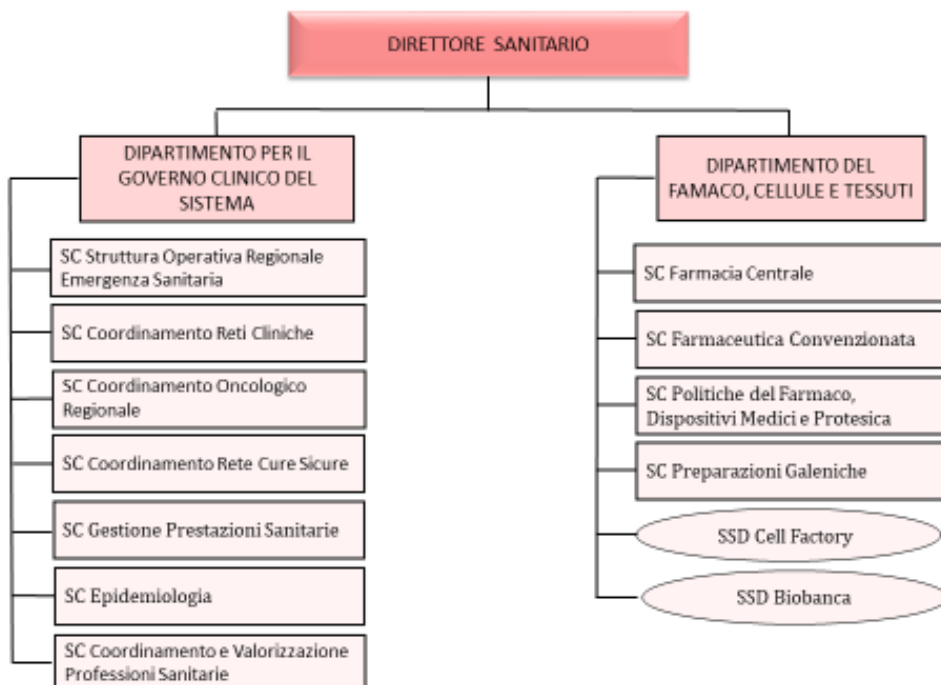 DIRETTORE SANITARIO
DIPARTIMENTO PER IL
GOVERNO CLINICO DEL
SISTEMA
SC Struttura Operativa Regionale
Emergenza Sanitaria
SC Coordinamento Reti Cliniche
SC Coordinamento Oncologico
Regionale
SC Coordinamento Rete Cure Sicure
SC Gestione Prestazioni Sanitarie
SC Epidemiologia
SC Coordinamento e Valorizzazione
Professioni Sanitarie
DIPARTIMENTO DEL
FAMACO, CELLULE E TESSUTI
SC Farmacia Centrale
SC Farmaceutica Convenzionata
SC Politiche del Farmaco,
Dispositivi Medici e Protesica
SC Preparazioni Galeniche
SSD Cell Factory
SSD Biobanca